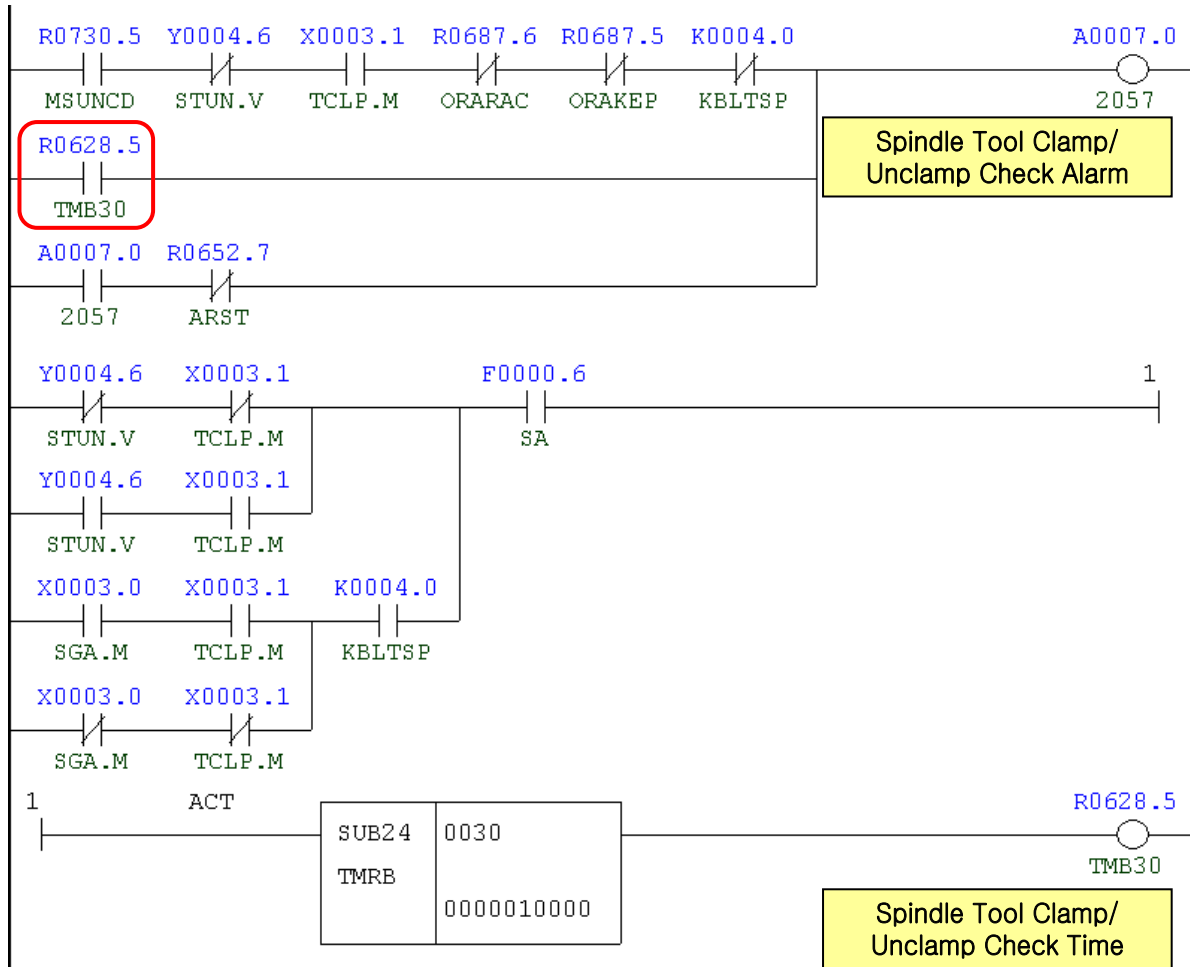 R0730.5 Y0004.6 X0003.1 R0687.6 R0687.5 K0004.0 A0007.0
MSUNCD STUN.V TCLP.M ORARAC ORAKEP KBLTSP 2057
Spindle Tool Clamp/
Unclamp Check Alarm
R0628.5
TMB30
A0007.0 R0652.7
2057 ARST
Y0004.6 X0003.1 F0000.6 1
STUN.V TCLP.M SA
Y0004.6 X0003.1
STUN.V TCLP.M
X0003.0 X0003.1 K0004.0
SGA.M TCLP.M KBLTSP
X0003.0 X0003.1
SGA.M TCLP.M
1 ACT R0628.5
SUB24 0030
TMRB TMB30
0000010000
Spindle Tool Clamp/
Unclamp Check Time